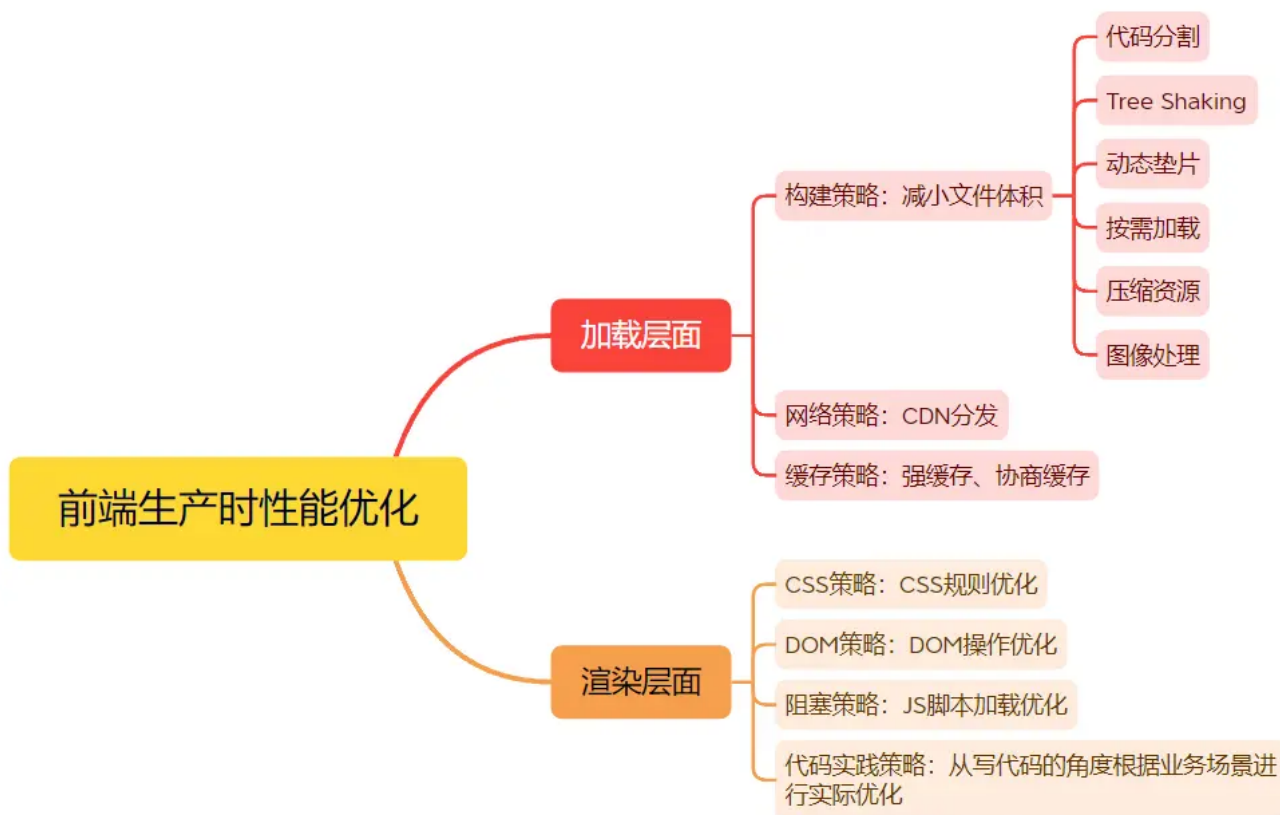 前端生产时性能优化
加载层面
构建策略：减小文件体积
代码分割
Tree Shaking
动态垫片
按需加载
压缩资源
图像处理
网络策略：CDN分发
缓存策略：强缓存、协商缓存
渲染层面
CSS策略：CSS规则优化
DOM策略：DOM操作优化
阻塞策略：JS脚本加载优化
代码实践策略：从写代码的角度根据业务场景进
行实际优化